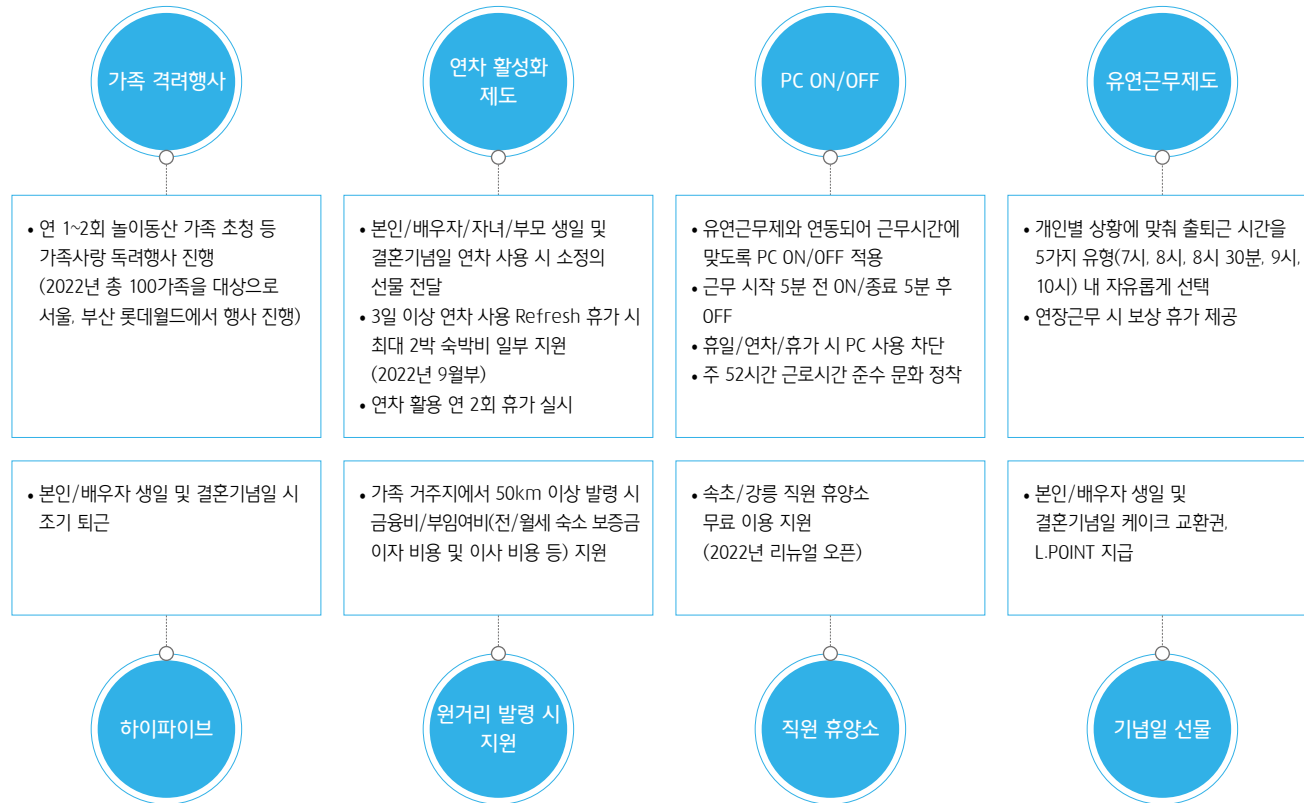 가족 격려행사
연차 활성화
제도
PC ON/OFF
유연근무제도
• 연 1~2회 놀이동산 가족 초청 등
가족사랑 독려행사 진행
(2022년 총 100가족을 대상으로
서울, 부산 롯데월드에서 행사 진행)
• 본인/배우자/자녀/부모 생일 및
결혼기념일 연차 사용 시 소정의
선물 전달
• 3일 이상 연차 사용 Refresh 휴가 시
최대 2박 숙박비 일부 지원
(2022년 9월부)
• 연차 활용 연 2회 휴가 실시
• 유연근무제와 연동되어 근무시간에
맞도록 PC ON/OFF 적용
• 근무 시작 5분 전 ON/종료 5분 후
OFF
• 휴일/연차/휴가 시 PC 사용 차단
• 주 52시간 근로시간 준수 문화 정착
• 개인별 상황에 맞춰 출퇴근 시간을
5가지 유형(7시, 8시, 8시 30분, 9시,
10시) 내 자유롭게 선택
• 연장근무 시 보상 휴가 제공
• 본인/배우자 생일 및 결혼기념일 시
조기 퇴근
• 가족 거주지에서 50km 이상 발령 시
금융비/부임여비(전/월세 숙소 보증금
이자 비용 및 이사 비용 등) 지원
• 속초/강릉 직원 휴양소
무료 이용 지원
(2022년 리뉴얼 오픈)
• 본인/배우자 생일 및
결혼기념일 케이크 교환권,
L.POINT 지급
하이파이브
원거리 발령 시
지원
직원 휴양소
기념일 선물